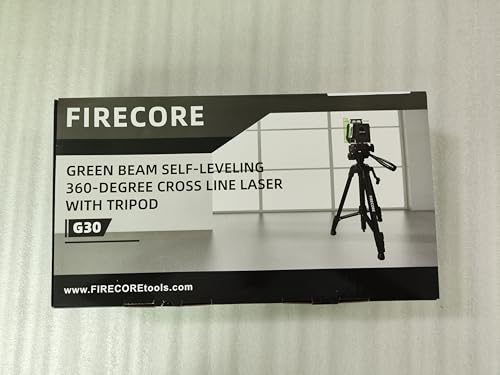 FIRECORE
GREEN BEAM SELF-LEVELING
360-DEGREE CROSS LINE LASER
WITH TRIPOD
G30
www.FIRECOREtools.com